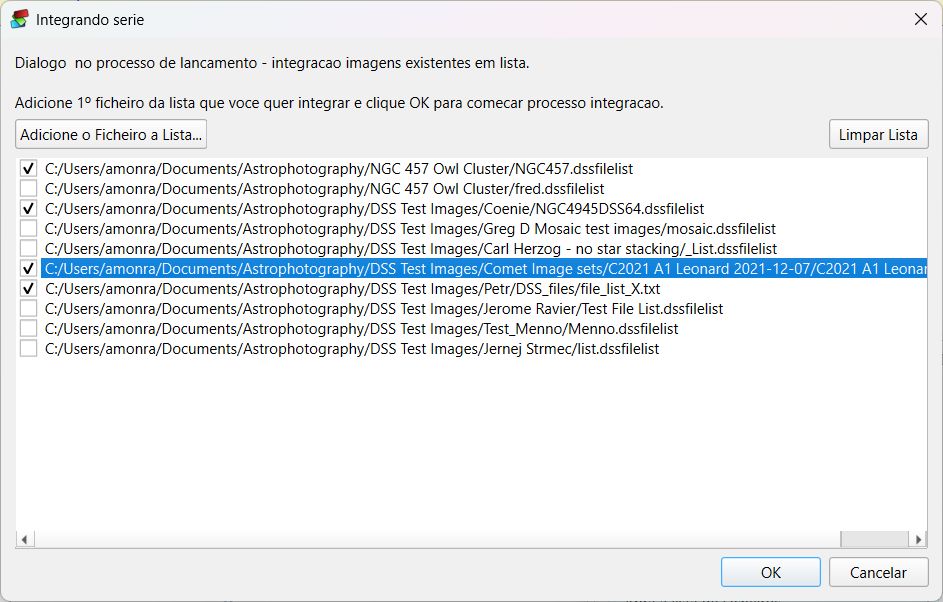 Integrando serie
Dialogo  no processo de lancamento - integracao imagens existentes em lista.
Adicione 1º ficheiro da lista que voce quer integrar e clique OK para comecar processo integracao.
Adicione o Ficheiro a Lista...
Limpar Lista
C:/Users/amonra/Documents/Astrophotography/NGC 457 Owl Cluster/NGC457.dssfilelist
C:/Users/amonra/Documents/Astrophotography/NGC 457 Owl Cluster/fred.dssfilelist
C:/Users/amonra/Documents/Astrophotography/DSS Test Images/Coenie/NGC4945DSS64.dssfilelist
C:/Users/amonra/Documents/Astrophotography/DSS Test Images/Greg D Mosaic test images/mosaic.dssfilelist
C:/Users/amonra/Documents/Astrophotography/DSS Test Images/Carl Herzog - no star stacking/_List.dssfilelist
C:/Users/amonra/Documents/Astrophotography/DSS Test Images/Comet Image sets/C2021 A1 Leonard 2021-12-07/C2021 A1 Leonar
C:/Users/amonra/Documents/Astrophotography/DSS Test Images/Petr/DSS_files/file_list_X.txt
C:/Users/amonra/Documents/Astrophotography/DSS Test Images/Jerome Ravier/Test File List.dssfilelist
C:/Users/amonra/Documents/Astrophotography/DSS Test Images/Test_Menno/Menno.dssfilelist
C:/Users/amonra/Documents/Astrophotography/DSS Test Images/Jernej Strmec/list.dssfilelist
OK
Cancelar